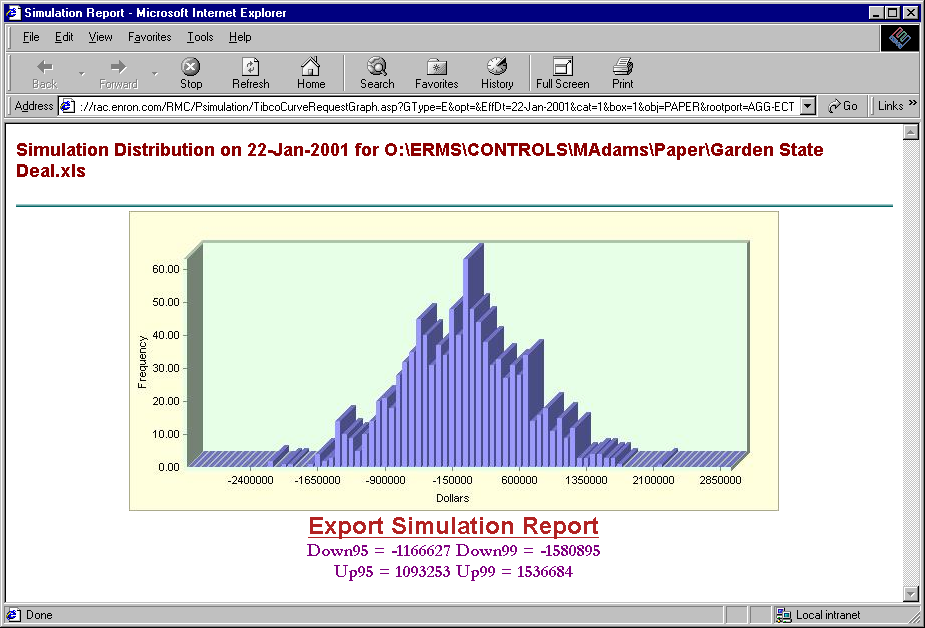 Simulation Report - Microsoft Internet Explorer
File Edit View Favorites Tools Help
Back Forward Stop Refresh Home Search Favorites History Full Screen Print
Address ://rac.enron.com/RMC/Psimulation/TibcoCurveRequestGraph.asp?GType=E&opt=&EffDt=22-Jan-2001&cat=1&box=1&obj=PAPER&rootport=AGG-ECT Go Links »
Simulation Distribution on 22-Jan-2001 for O:\ERMS\CONTROLS\MAdams\Paper\Garden State
Deal.xls
60.00
50.00
40.00
30.00
20.00
10.00
0.00
Frequency
-2400000 -1650000 -900000 -150000 600000 1350000 2100000 2850000
Dollars
Export Simulation Report
Down95 = -1166627 Down99 = -1580895
Up95 = 1093253 Up99 = 1536684
Done Local intranet